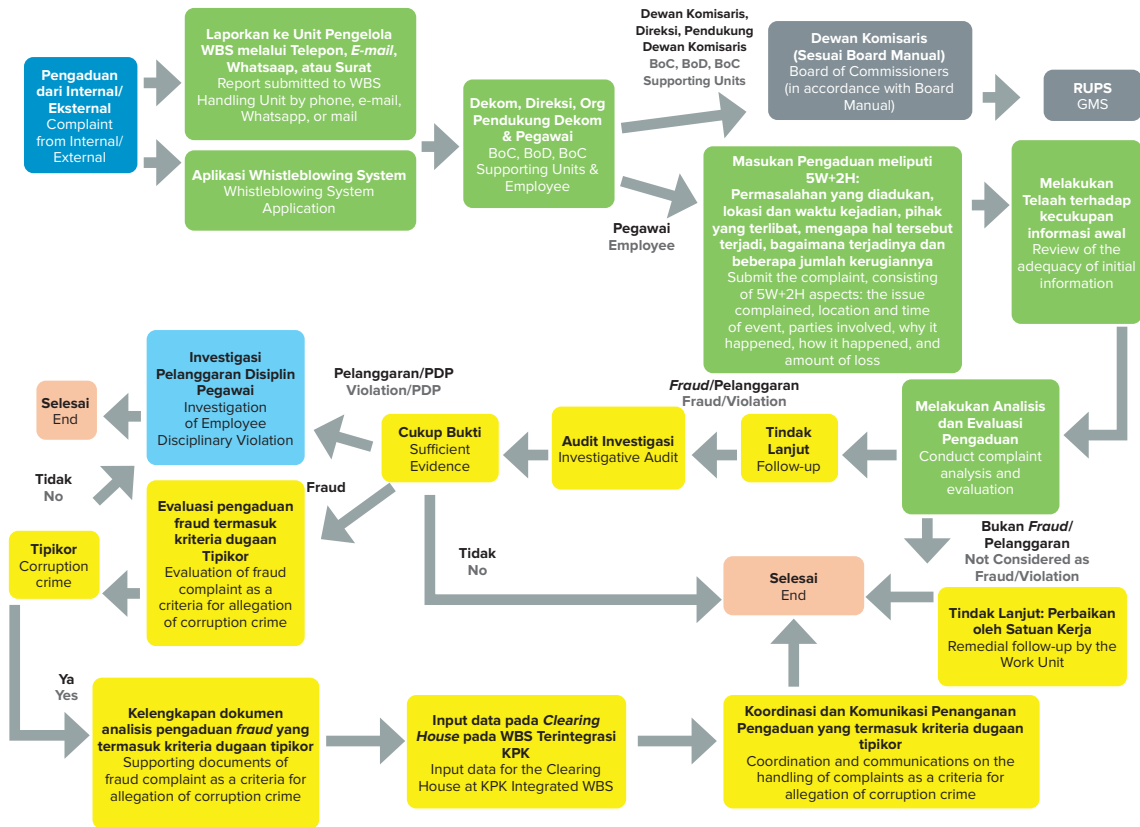 Pengaduan
dari Internal/
Eksternal
Complaint
from Internal/
External
Laporkan ke Unit Pengelola
WBS melalui Telepon, E-mail,
Whatsaap, atau Surat
Report submitted to WBS
Handling Unit by phone, e-mail,
Whatsapp, or mail
Aplikasi Whistleblowing System
Whistleblowing System
Application
Dekom, Direksi, Org
Pendukung Dekom
& Pegawai
BoC, BoD, BoC
Supporting Units &
Employee
Dewan Komisaris,
Direksi, Pendukung
Dewan Komisaris
BoC, BoD, BoC
Supporting Units
Dewan Komisaris
(Sesuai Board Manual)
Board of Commissioners
(in accordance with Board
Manual)
RUPS
GMS
Pegawai
Employee
Masukan Pengaduan meliputi
5W+2H:
Permasalahan yang diadukan,
lokasi dan waktu kejadian, pihak
yang terlibat, mengapa hal tersebut
terjadi, bagaimana terjadinya dan
beberapa jumlah kerugiannya
Submit the complaint, consisting
of 5W+2H aspects: the issue
complained, location and time
of event, parties involved, why it
happened, how it happened, and
amount of loss
Melakukan
Telaah terhadap
kecukupan
informasi awal
Review of the
adequacy of initial
information
Melakukan Analisis
dan Evaluasi
Pengaduan
Conduct complaint
analysis and
evaluation
Fraud/Pelanggaran
Fraud/Violation
Tindak
Lanjut
Follow-up
Audit Investigasi
Investigative Audit
Cukup Bukti
Sufficient
Evidence
Pelanggaran/PDP
Violation/PDP
Investigasi
Pelanggaran Disiplin
Pegawai
Investigation
of Employee
Disciplinary Violation
Selesai
End
Tidak
No
Fraud
Evaluasi pengaduan
fraud termasuk
kriteria dugaan
Tipikor
Evaluation of fraud
complaint as a
criteria for allegation
of corruption crime
Tipikor
Corruption
crime
Tidak
No
Selesai
End
Bukan Fraud/
Pelanggaran
Not Considered as
Fraud/Violation
Tindak Lanjut: Perbaikan
oleh Satuan Kerja
Remedial follow-up by the
Work Unit
Ya
Yes
Kelengkapan dokumen
analisis pengaduan fraud yang
termasuk kriteria dugaan tipikor
Supporting documents of
fraud complaint as a criteria for
allegation of corruption crime
Input data pada Clearing
House pada WBS Terintegrasi
KPK
Input data for the Clearing
House at KPK Integrated WBS
Koordinasi dan Komunikasi Penanganan
Pengaduan yang termasuk kriteria dugaan
tipikor
Coordination and communications on the
handling of complaints as a criteria for
allegation of corruption crime